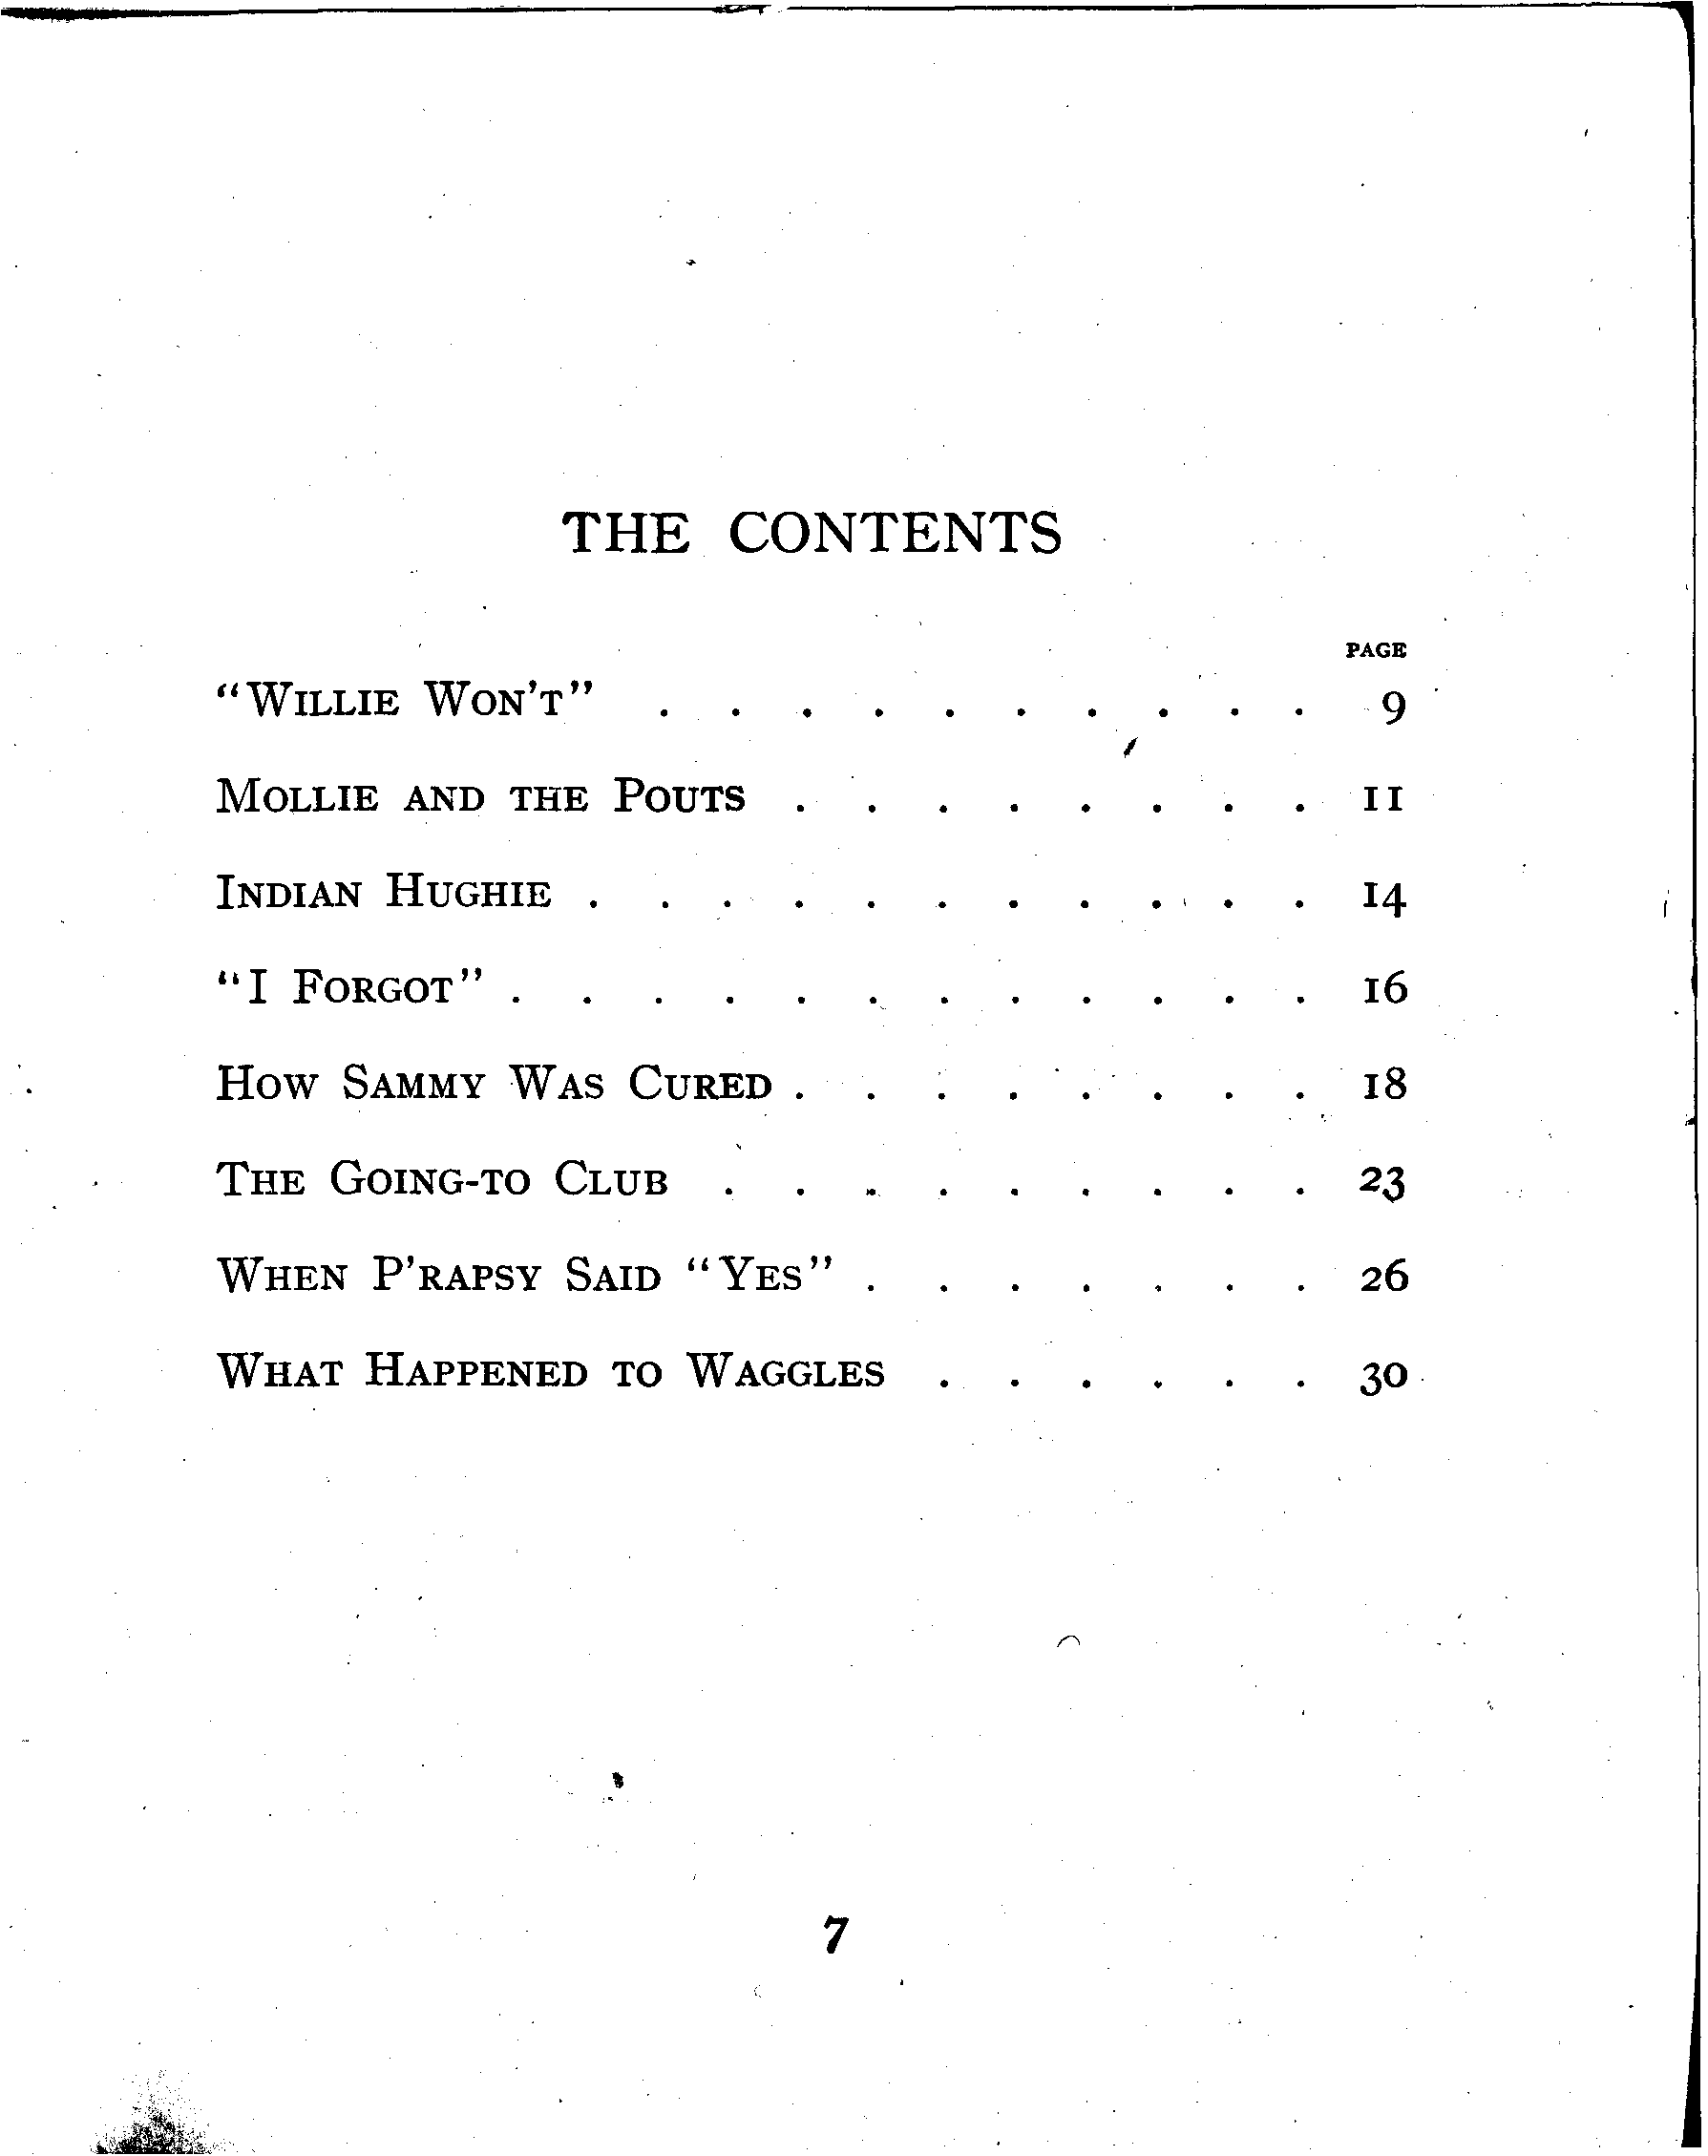 THE CONTENTS
PAGE
"Willie Won't" . . . . . . . . . . 9
Mollie and the Pouts . . . . . . . . 11
Indian Hughie . . . . . . . . . . . 14
"I Forgot" . . . . . . . . . . . . 16
How Sammy Was Cured . . . . . . . . 18
The Going-to Club . . . . . . . . . 23
When P'rapsy Said "Yes" . . . . . . . 26
What Happened to Waggles . . . . . . 30
7